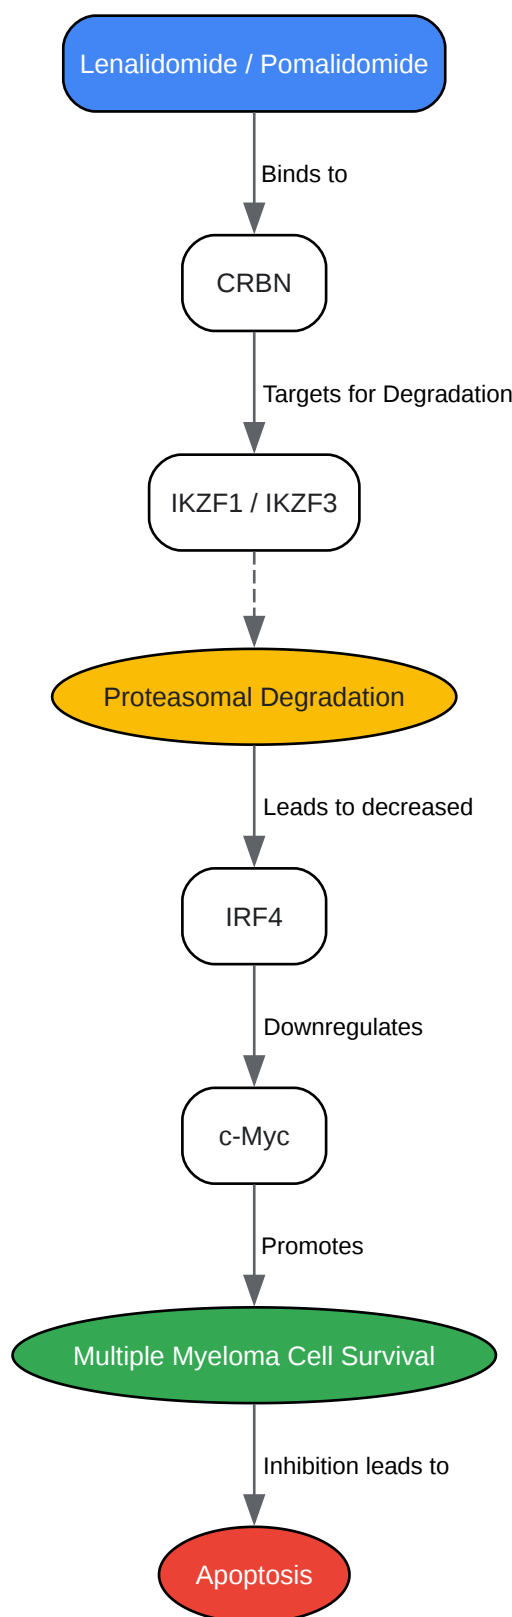 Lenalidomide / Pomalidomide
Binds to
CRBN
Targets for Degradation
IKZF1 / IKZF3
Proteasomal Degradation
Leads to decreased
IRF4
Downregulates
c-Myc
Promotes
Multiple Myeloma Cell Survival
Inhibition leads to
Apoptosis